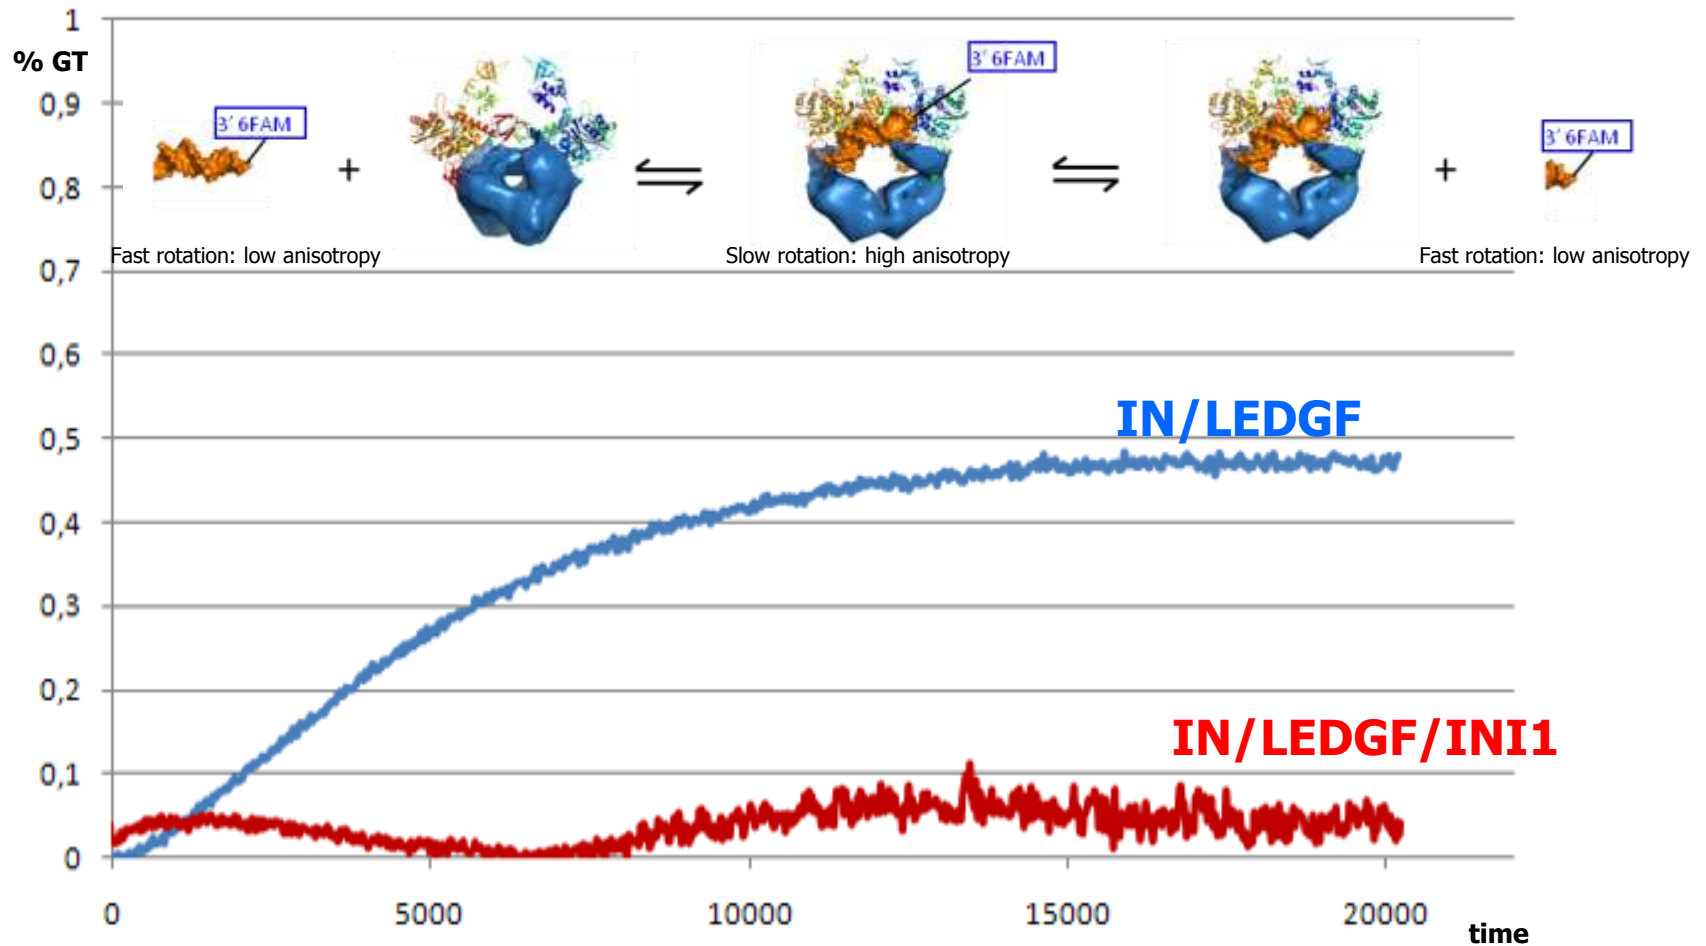 1
% GT
3' 6FAM
0,9
3' 6FAM
3' 6FAM
+
+
0,8
Fast rotation: low anisotropy
Slow rotation: high anisotropy
Fast rotation: low anisotropy
0,7
0,6
IN/LEDGF
0,5
0,4
0,3
0,2
IN/LEDGF/INI1
0,1
0
0 5000 10000 15000 20000
time